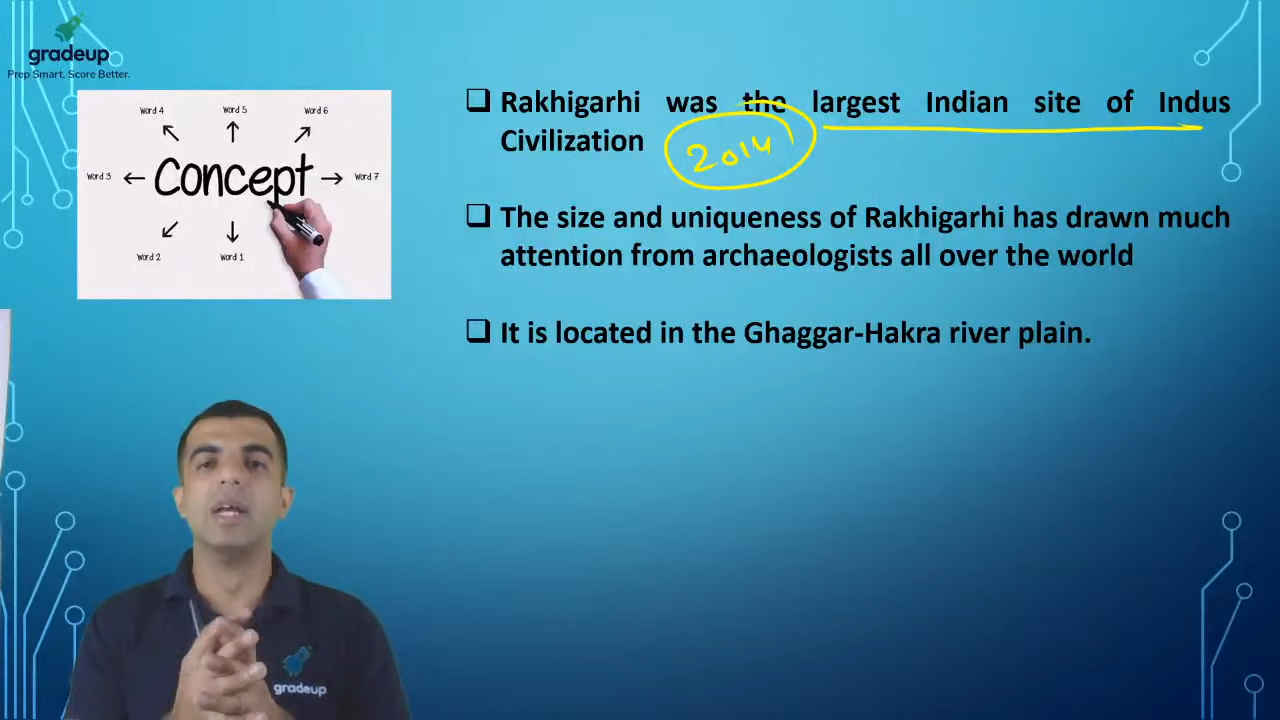 gradeup
Prep Smart. Score Better.
Word 4
Word 5
Word 6
Word 3
Concept
Word 7
Word 2
Word 1
❑ Rakhigarhi was the largest Indian site of Indus
Civilization
2014
❑ The size and uniqueness of Rakhigarhi has drawn much
attention from archaeologists all over the world
❑ It is located in the Ghaggar-Hakra river plain.
gradeup